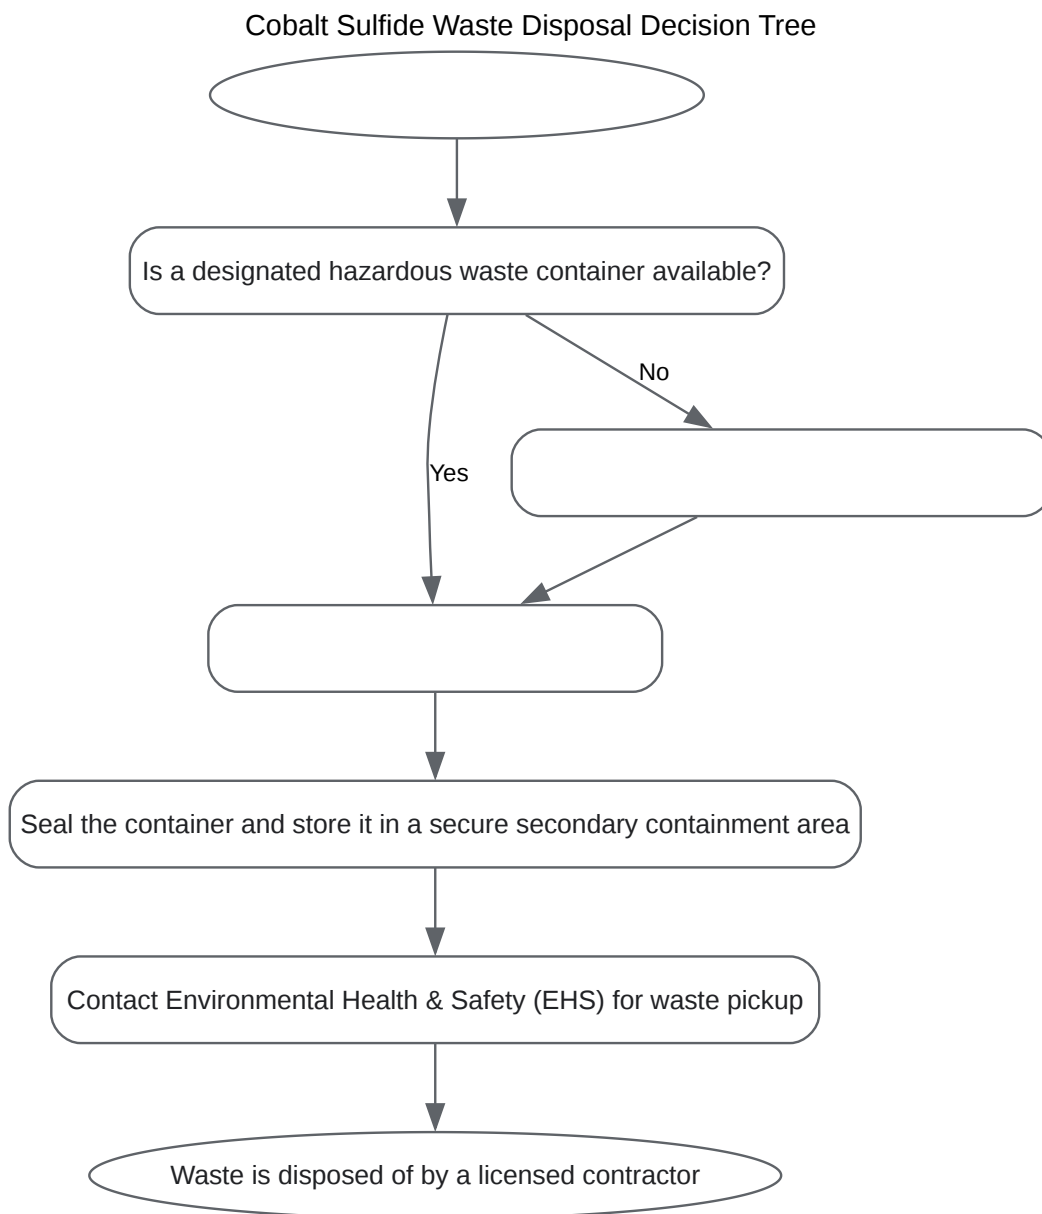 Cobalt Sulfide Waste Disposal Decision Tree
Is a designated hazardous waste container available?
No
Yes
Seal the container and store it in a secure secondary containment area
Contact Environmental Health & Safety (EHS) for waste pickup
Waste is disposed of by a licensed contractor